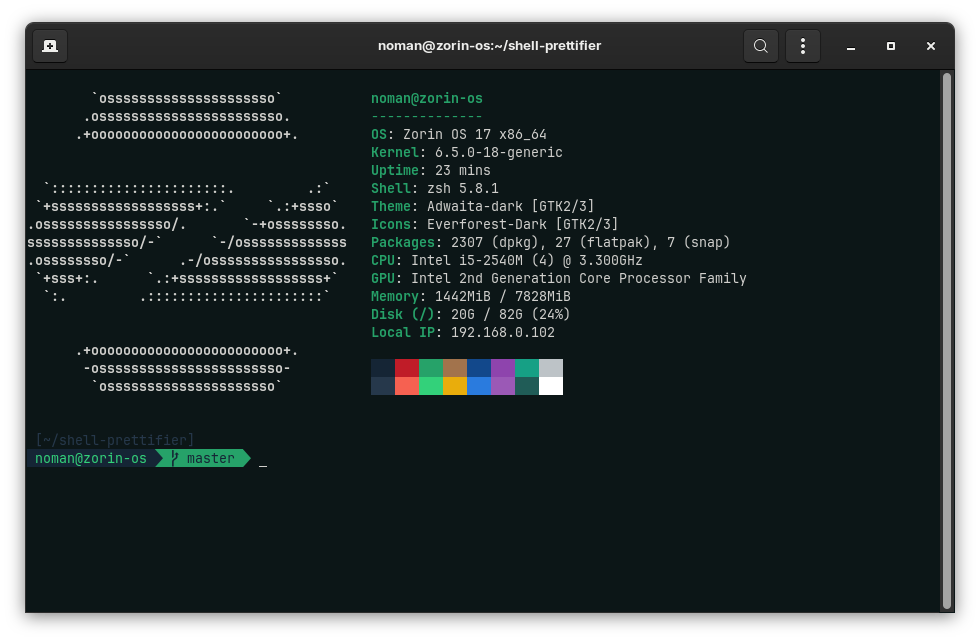 noman@zorin-os:~/shell-prettifier
`osssssssssssssssssssso`
.osssssssssssssssssssssso.
.+oooooooooooooooooooooooo+.
`::::::::::::::::::::::. .:`
`+ssssssssssssssssss+:.` `.:+ssso`
.ossssssssssssssso/. `-+ossssssso.
ssssssssssssso/-` `-/osssssssssssss
.ossssssso/-` .-/ossssssssssssssso.
`+sss+:. `.:+ssssssssssssssssss+`
`:. .::::::::::::::::::::::`
.+oooooooooooooooooooooooo+.
-osssssssssssssssssssssso-
`osssssssssssssssssssso`
noman@zorin-os
--------------
OS: Zorin OS 17 x86_64
Kernel: 6.5.0-18-generic
Uptime: 23 mins
Shell: zsh 5.8.1
Theme: Adwaita-dark [GTK2/3]
Icons: Everforest-Dark [GTK2/3]
Packages: 2307 (dpkg), 27 (flatpak), 7 (snap)
CPU: Intel i5-2540M (4) @ 3.300GHz
GPU: Intel 2nd Generation Core Processor Family
Memory: 1442MiB / 7828MiB
Disk (/): 20G / 82G (24%)
Local IP: 192.168.0.102
[~/shell-prettifier]
noman@zorin-os master _